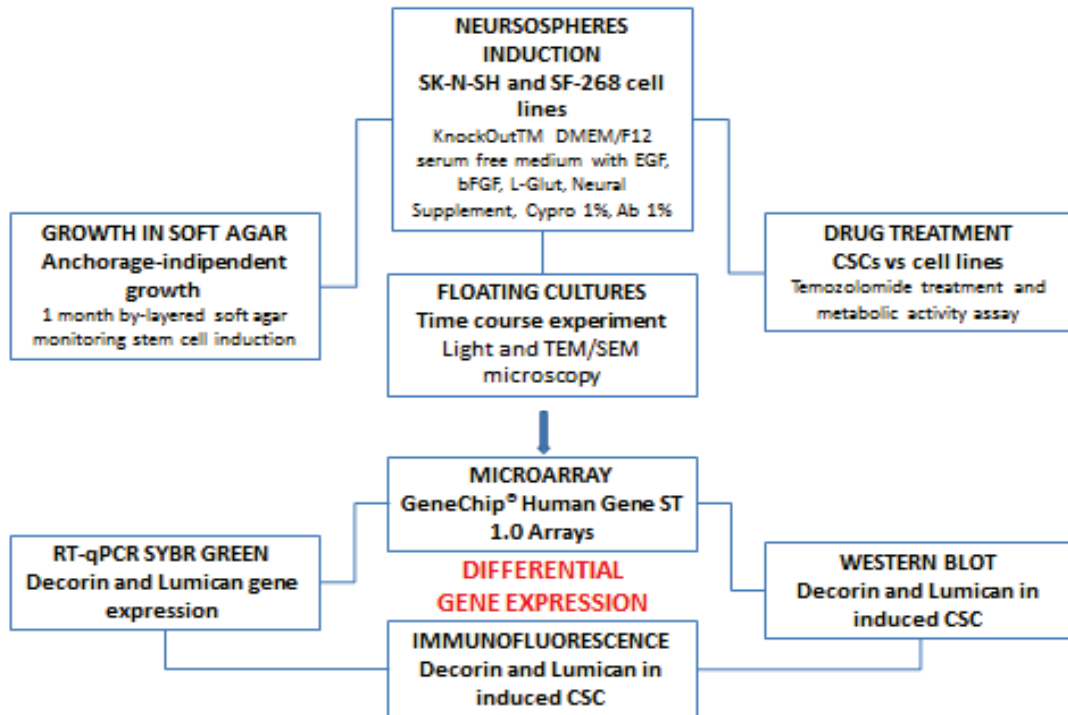 NEURSOSPHERES
INDUCTION
SK-N-SH and SF-268 cell
lines
KnockOutTM DMEM/F12
serum free medium with EGF,
bFGF, L-Glut, Neural
Supplement, Cypro 1%, Ab 1%
GROWTH IN SOFT AGAR
Anchorage-indipendent
growth
1 month by-layered soft agar
monitoring stem cell induction
FLOATING CULTURES
Time course experiment
Light and TEM/SEM
microscopy
DRUG TREATMENT
CSCs vs cell lines
Temozolomide treatment and
metabolic activity assay
MICROARRAY
GeneChip® Human Gene ST
1.0 Arrays
RT-qPCR SYBR GREEN
Decorin and Lumican gene
expression
DIFFERENTIAL
GENE EXPRESSION
WESTERN BLOT
Decorin and Lumican in
induced CSC
IMMUNOFLUORESCENCE
Decorin and Lumican in
induced CSC